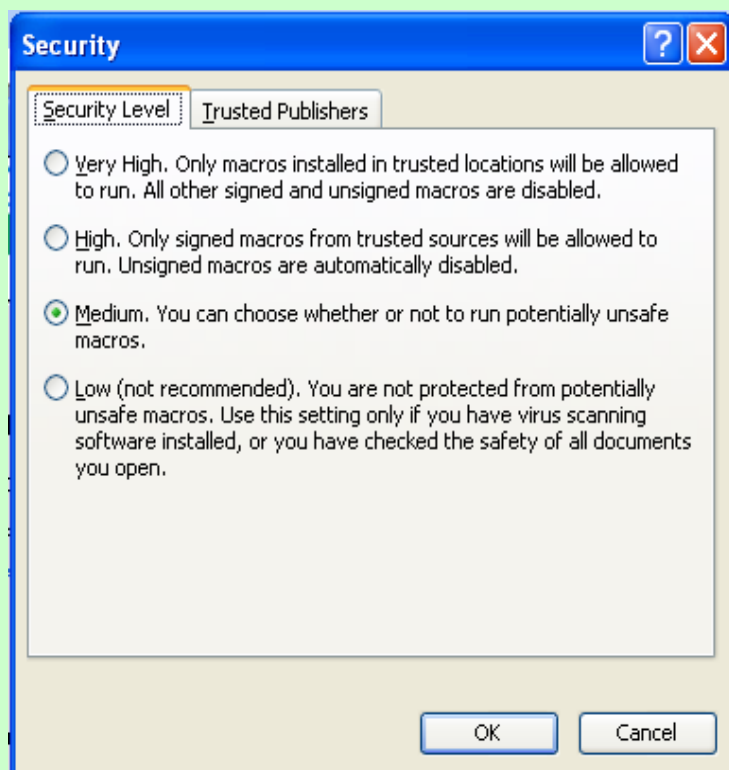 Security
Security Level
Trusted Publishers
Very High. Only macros installed in trusted locations will be allowed
to run. All other signed and unsigned macros are disabled.
High. Only signed macros from trusted sources will be allowed to
run. Unsigned macros are automatically disabled.
Medium. You can choose whether or not to run potentially unsafe
macros.
Low (not recommended). You are not protected from potentially
unsafe macros. Use this setting only if you have virus scanning
software installed, or you have checked the safety of all documents
you open.
OK
Cancel